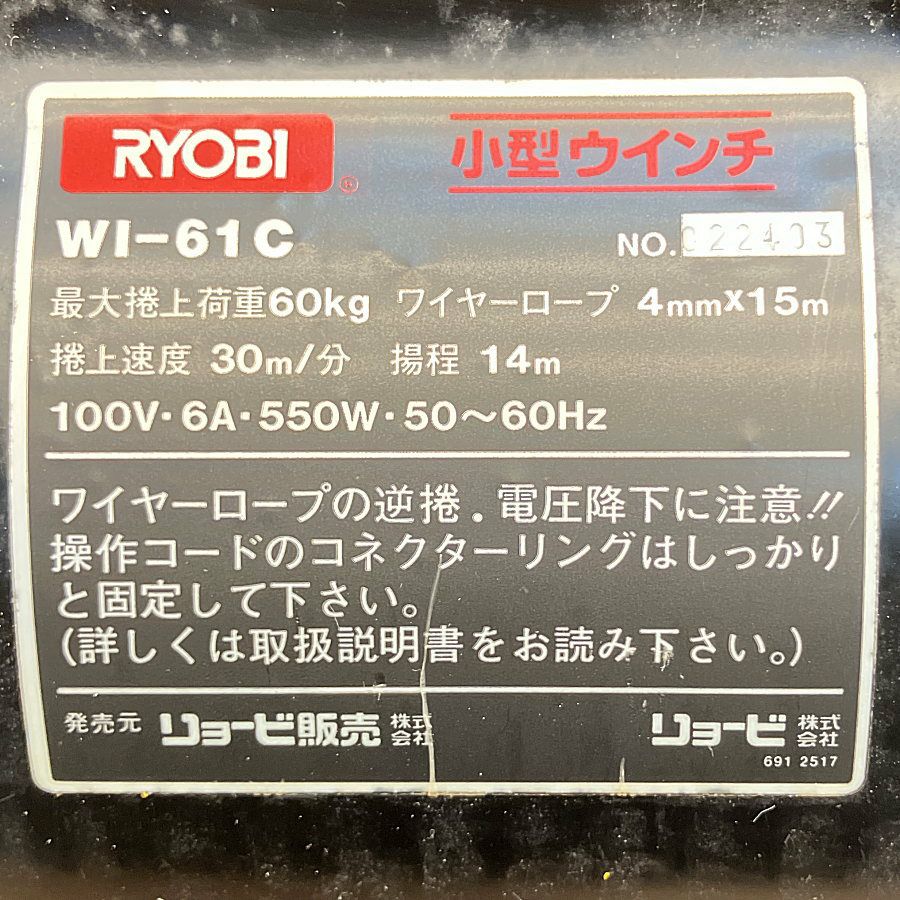 RYOBI® 小型ウインチ
WI-61C NO.022403
最大捲上荷重60kg ワイヤーロープ 4mm×15m
捲上速度 30m/分 揚程 14m
100V・6A・550W・50～60Hz
ワイヤーロープの逆捲.電圧降下に注意!!
操作コードのコネクターリングはしっかり
と固定して下さい。
(詳しくは取扱説明書をお読み下さい。)
発売元 リョービ販売株式会社 リョービ株式会社
691 2517